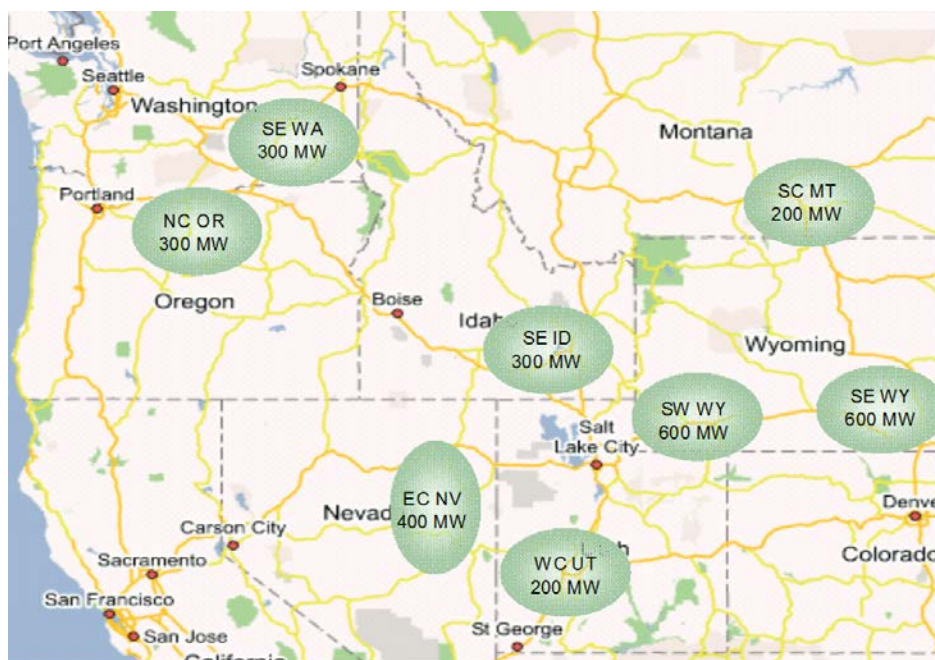 Port Angeles
Seattle
Spokane
Washington
SE WA
300 MW
Montana
Portland
NC OR
300 MW
SC MT
200 MW
Oregon
Boise
Idah
SE ID
300 MW
Wyoming
SW WY
600 MW
SE WY
600 MW
Salt
Lake City
EC NV
400 MW
Nevad
Carson City
Denve
Colorado
Sacramento
WC UT
200 MW
San Francisco
San Jose
St George
California